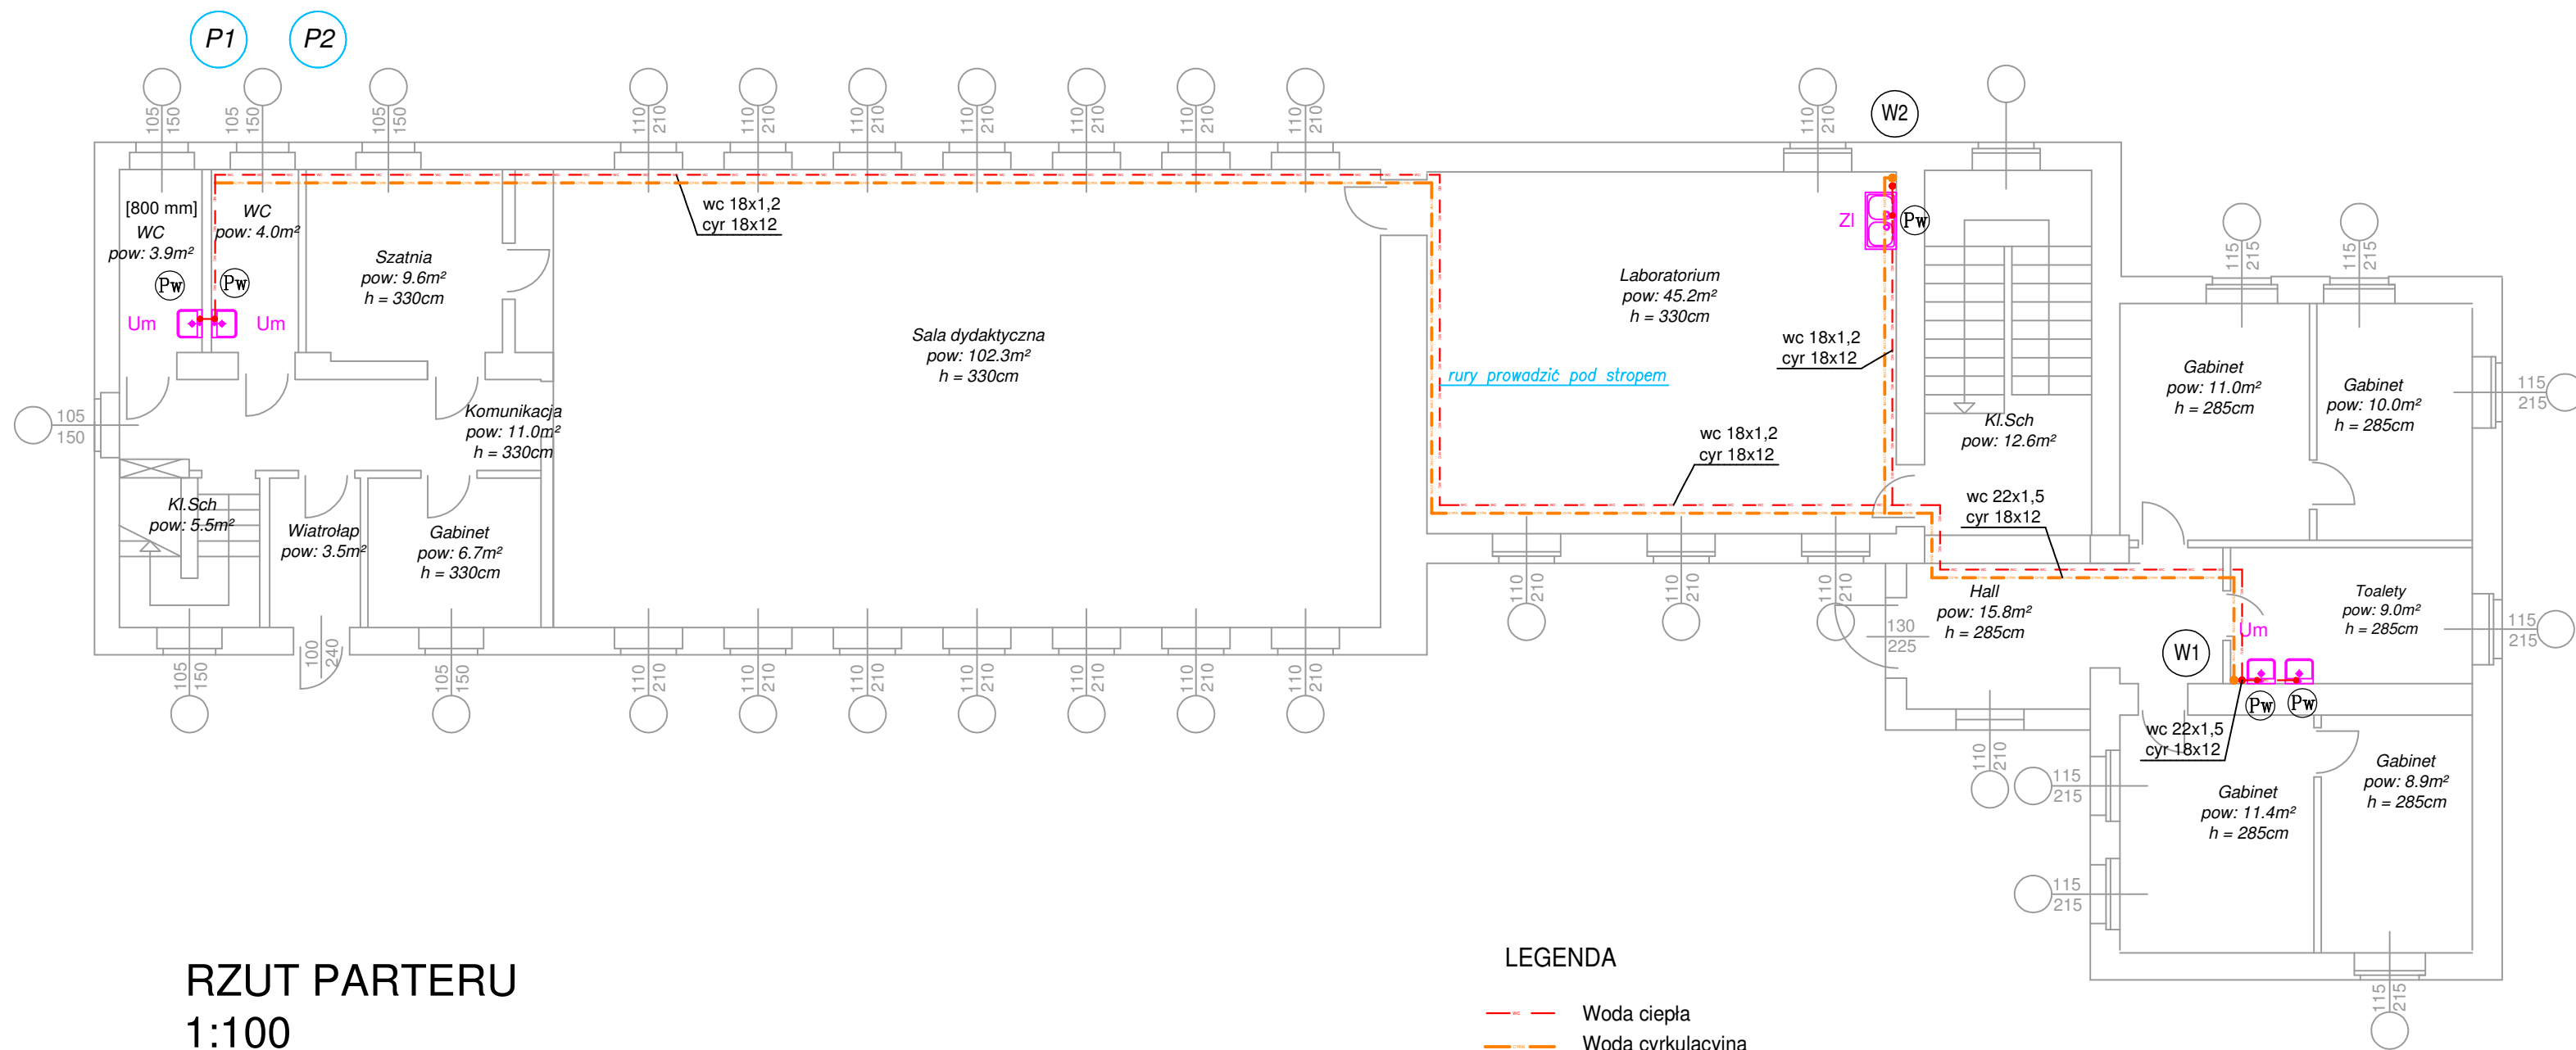 P1
P2
105
150
105
150
105
150
110
210
110
210
110
210
110
210
110
210
110
210
110
210
110
210
W2
[800 mm]
WC
pow: 3.9m²
WC
pow: 4.0m²
Pw
Pw
Um
Um
Szatnia
pow: 9.6m²
h = 330cm
wc 18x1,2
cyr 18x12
Sala dydaktyczna
pow: 102.3m²
h = 330cm
Laboratorium
pow: 45.2m²
h = 330cm
Zl
Pw
wc 18x1,2
cyr 18x12
rury prowadzić pod stropem
wc 18x1,2
cyr 18x12
Kl.Sch
pow: 12.6m²
115
215
115
215
Gabinet
pow: 11.0m²
h = 285cm
Gabinet
pow: 10.0m²
h = 285cm
115
215
105
150
Komunikacja
pow: 11.0m²
h = 330cm
Kl.Sch
pow: 5.5m²
Wiatrołap
pow: 3.5m²
Gabinet
pow: 6.7m²
h = 330cm
wc 22x1,5
cyr 18x12
110
210
110
210
110
210
Hall
pow: 15.8m²
h = 285cm
130
225
Toalety
pow: 9.0m²
h = 285cm
115
215
Um
W1
Pw
Pw
105
150
100
240
105
150
110
210
110
210
110
210
110
210
110
210
110
210
110
210
110
210
wc 22x1,5
cyr 18x12
115
215
Gabinet
pow: 11.4m²
h = 285cm
Gabinet
pow: 8.9m²
h = 285cm
115
215
115
215
RZUT PARTERU
1:100
LEGENDA
Woda ciepła
Woda cyrkulacyjna